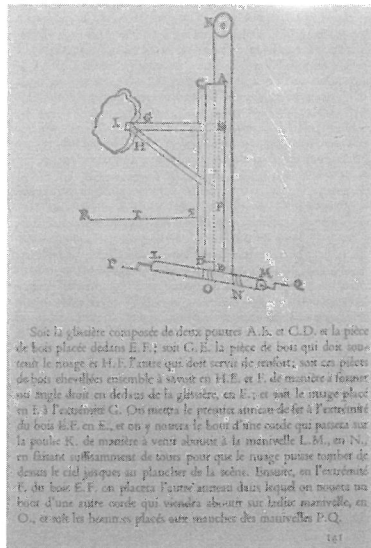 K
C A
I G
H
R T S
P
P L B M Q
O N
Soit la glissière composée de deux poutres A.B. et C.D. et la pièce
de bois placée dedans E.F.; soit G.E. la pièce de bois qui doit sou-
tenir le nuage et H.F. l'autre qui doit servir de renfort; soit ces pièces
de bois chevillées ensemble à savoir en H.E. et F. de manière à former
un angle droit en dedans de la glissière, en E.; et soit le nuage placé
en I. à l'extrémité G. On mettra le premier anneau de fer à l'extrémité
du bois E.F. en E., et on y nouera le bout d'une corde qui passera sur
la poulie K. de manière à venir aboutir à la manivelle L.M., en N.,
en faisant suffisamment de tours pour que le nuage puisse tomber de
dessus le ciel jusques au plancher de la scène. Ensuite, en l'extrémité
F. du bois E.F. on placera l'autre anneau dans lequel on nouera un
bout d'une autre corde qui viendra aboutir sur ladite manivelle, en
O., et soit les hommes placés aux manches des manivelles P.Q.